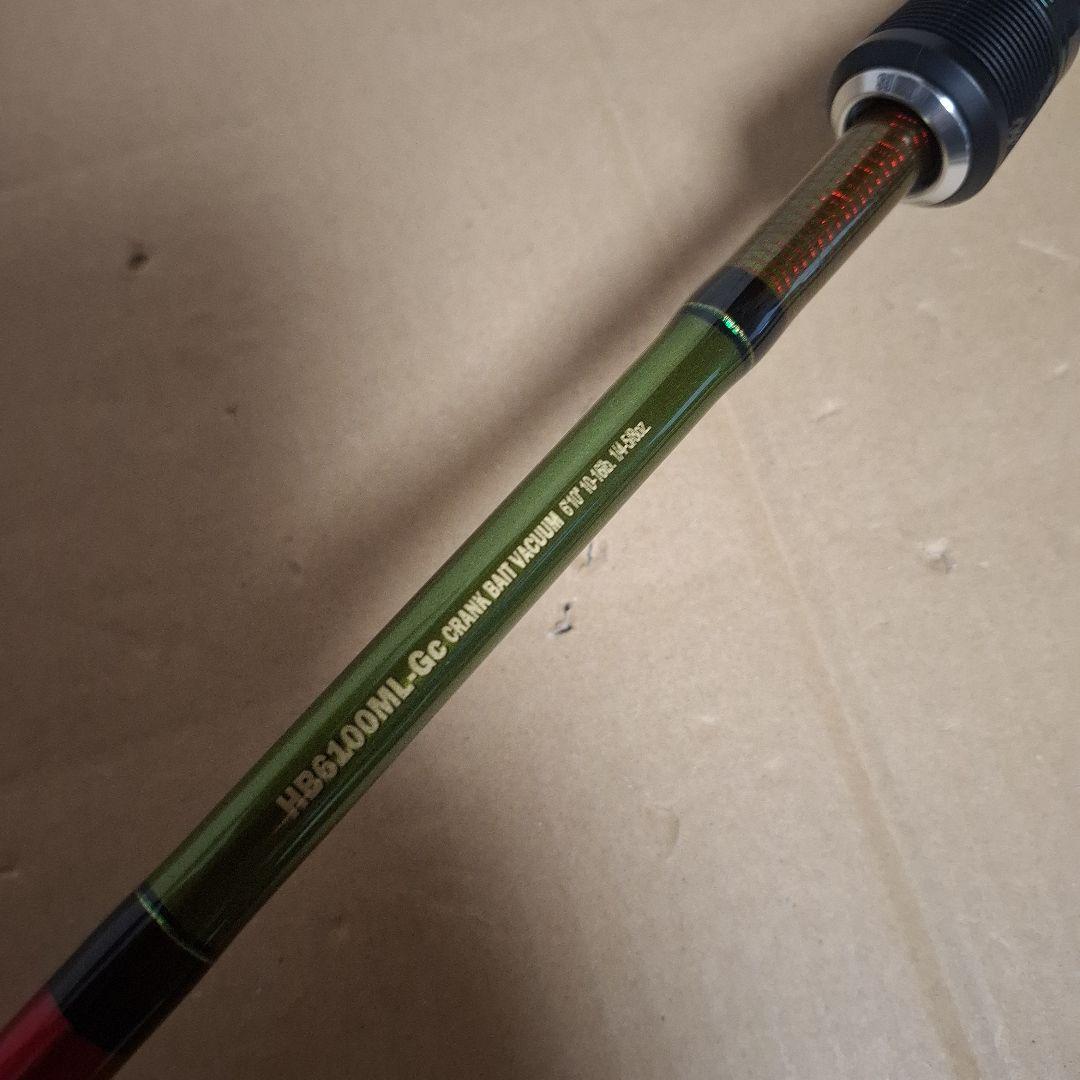 HB6100ML-Gc CRANK BAIT VACUUM 6'10" 10-16lb. 1/4-5/8oz.